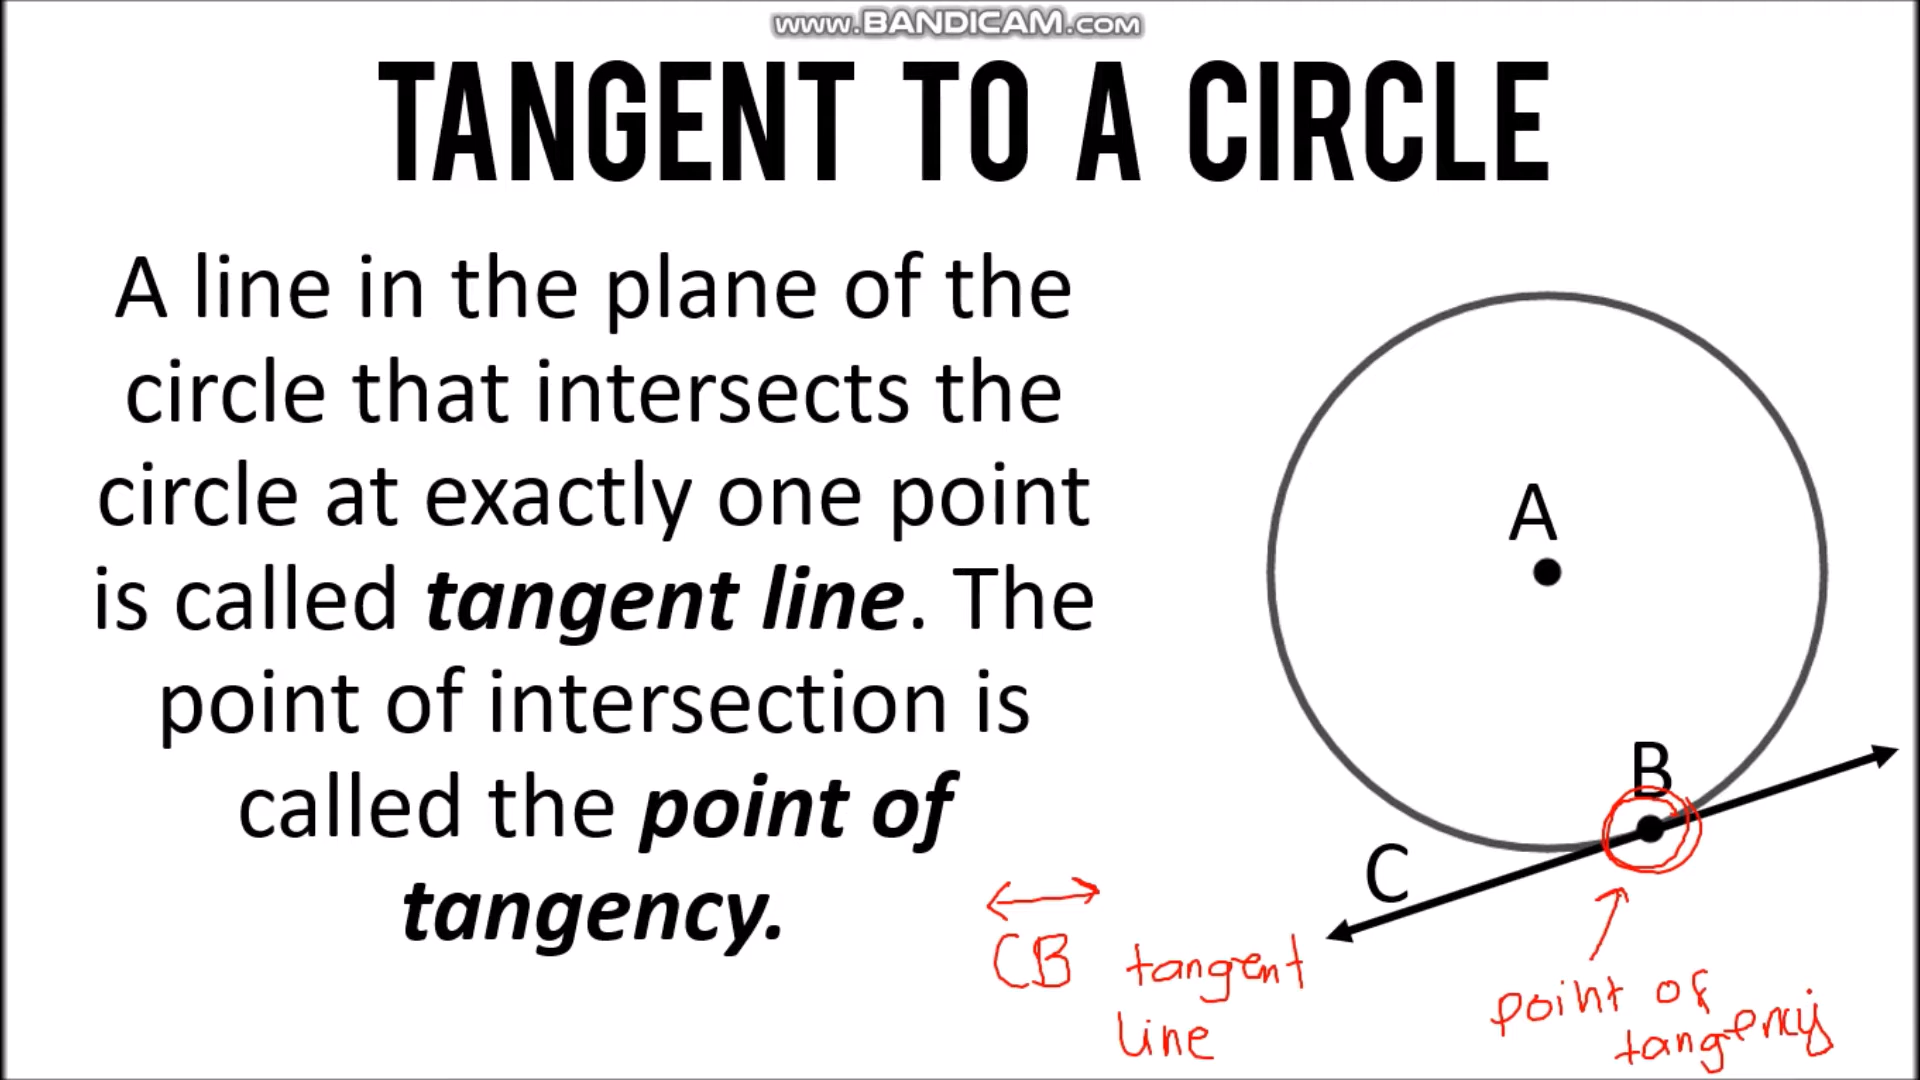 www.BANDICAM.com
TANGENT TO A CIRCLE
A line in the plane of the
circle that intersects the
circle at exactly one point
is called tangent line. The
point of intersection is
called the point of
tangency.
A
B
C
CB tangent
line
point of
tangency